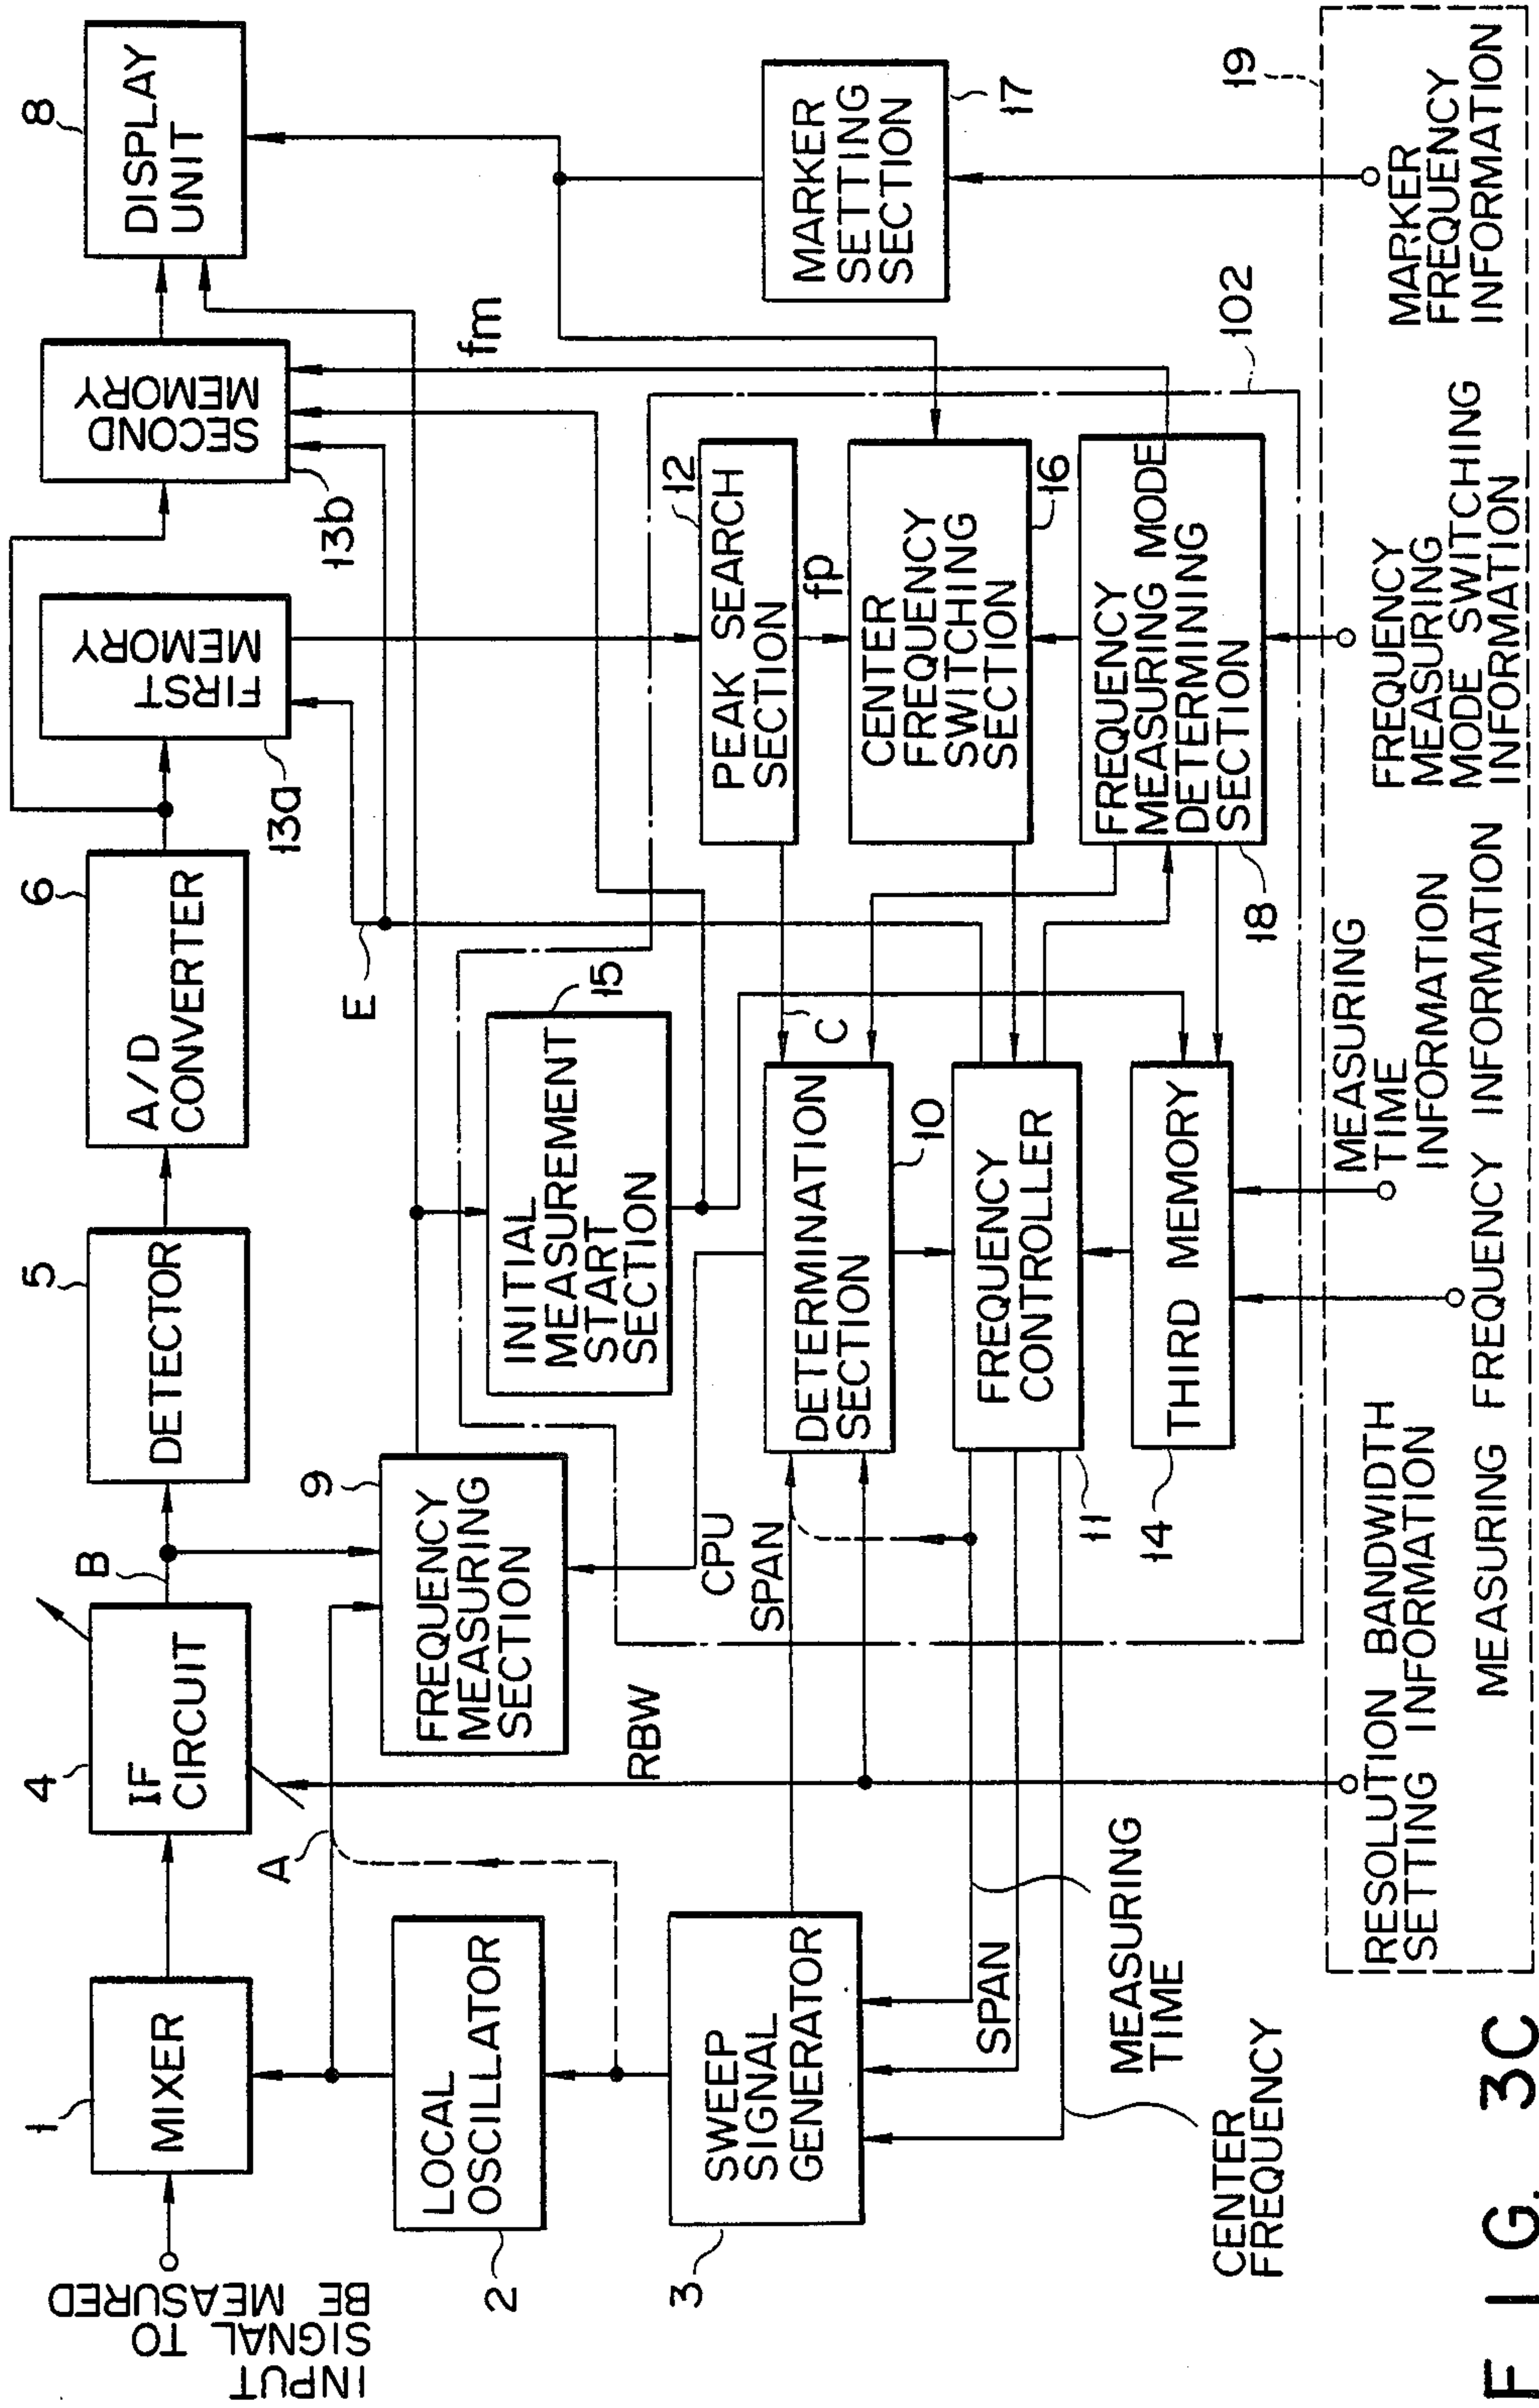 INPUT
SIGNAL TO
BE MEASURED
1
MIXER
4
IF
CIRCUIT
B
5
DETECTOR
6
A/D
CONVERTER
13a
FIRST
MEMORY
13b
SECOND
MEMORY
8
DISPLAY
UNIT
2
LOCAL
OSCILLATOR
A
9
FREQUENCY
MEASURING
SECTION
E
fm
15
INITIAL
MEASUREMENT
START
SECTION
3
SWEEP
SIGNAL
GENERATOR
RBW
CPU
SPAN
DETERMINATION
SECTION
10
C
12
PEAK SEARCH
SECTION
fp
MARKER
SETTING
SECTION
17
CENTER
FREQUENCY
SWITCHING
SECTION
16
SPAN
FREQUENCY
CONTROLLER
11
FREQUENCY
MEASURING MODE
DETERMINING
SECTION
18
102
MEASURING
TIME
CENTER
FREQUENCY
THIRD MEMORY
14
19
RESOLUTION BANDWIDTH
SETTING INFORMATION
MEASURING FREQUENCY INFORMATION
MEASURING
TIME
INFORMATION
FREQUENCY
MEASURING
MODE SWITCHING
INFORMATION
MARKER
FREQUENCY
INFORMATION
FIG. 3C